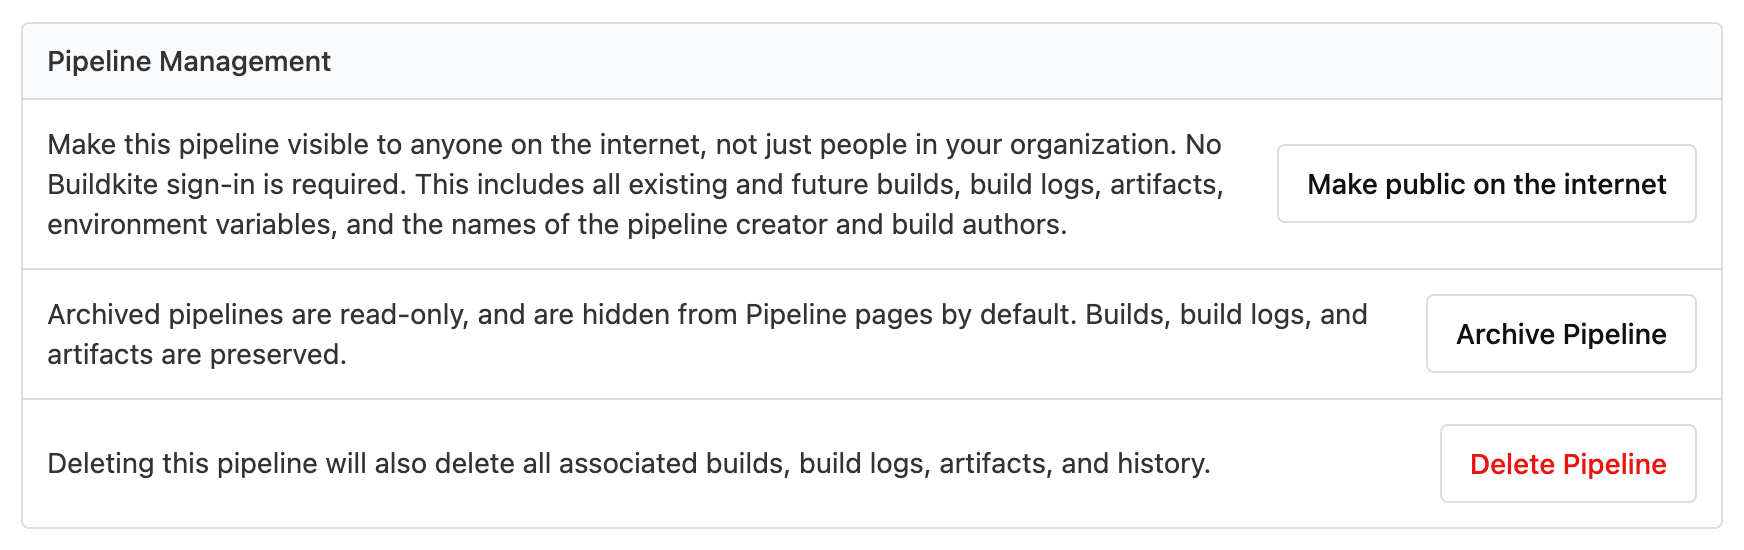 Pipeline Management
Make this pipeline visible to anyone on the internet, not just people in your organization. No
Buildkite sign-in is required. This includes all existing and future builds, build logs, artifacts,
environment variables, and the names of the pipeline creator and build authors.
Make public on the internet
Archived pipelines are read-only, and are hidden from Pipeline pages by default. Builds, build logs, and
artifacts are preserved.
Archive Pipeline
Deleting this pipeline will also delete all associated builds, build logs, artifacts, and history.
Delete Pipeline